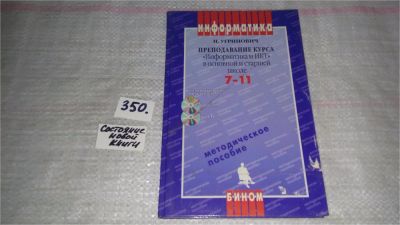 информатика
Н. УГРИНОВИЧ
ПРЕПОДАВАНИЕ КУРСА
«Информатика и ИКТ»
в основной и старшей
школе
7-11
методическое
пособие
БИНОМ
350.
Состояние
новой
книги